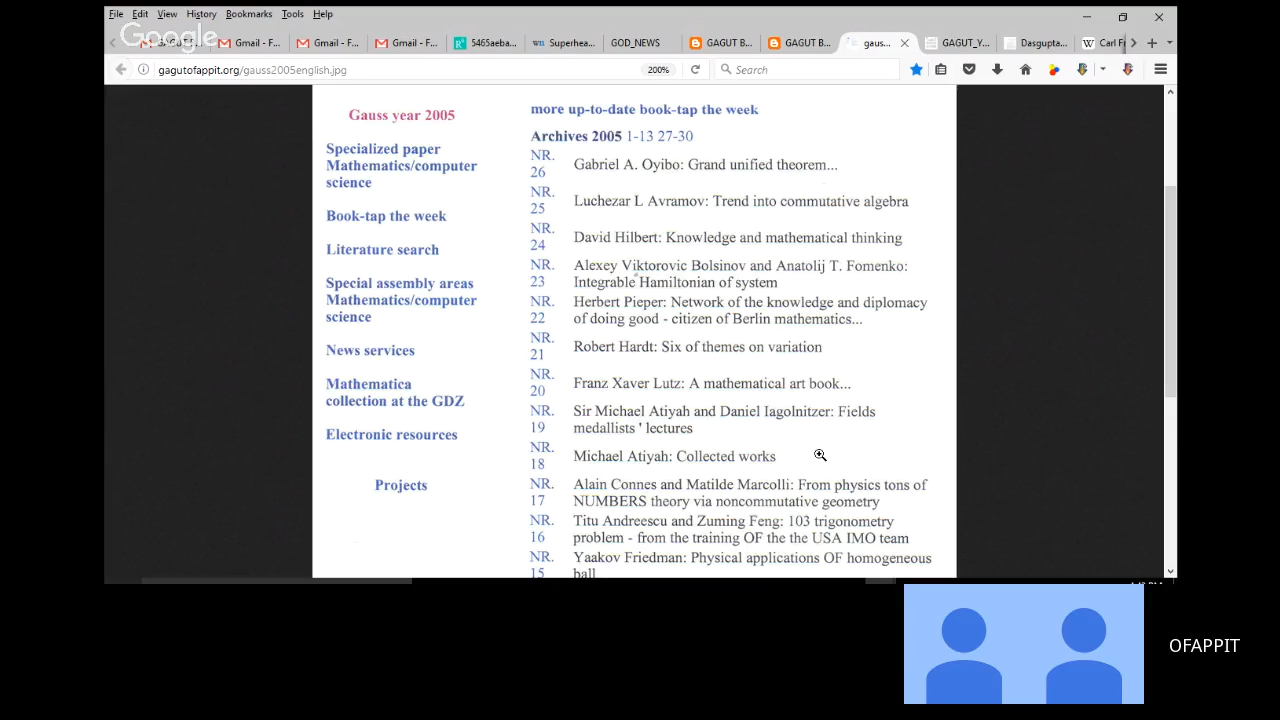 File Edit View History Bookmarks Tools Help
Google
Gmail - F... Gmail - F... Gmail - F... 5465aeba... Superhea... GOD_NEWS GAGUT B... GAGUT B... gaus... GAGUT_Y... Dasgupta... Carl F
gagutofappit.org/gauss2005english.jpg 200% Search
Gauss year 2005
Specialized paper
Mathematics/computer
science
Book-tap the week
Literature search
Special assembly areas
Mathematics/computer
science
News services
Mathematica
collection at the GDZ
Electronic resources
Projects
more up-to-date book-tap the week
Archives 2005 1-13 27-30
NR.
26 Gabriel A. Oyibo: Grand unified theorem...
NR.
25 Luchezar L Avramov: Trend into commutative algebra
NR.
24 David Hilbert: Knowledge and mathematical thinking
NR. Alexey Viktorovic Bolsinov and Anatolij T. Fomenko:
23 Integrable Hamiltonian of system
NR. Herbert Pieper: Network of the knowledge and diplomacy
22 of doing good - citizen of Berlin mathematics...
NR.
21 Robert Hardt: Six of themes on variation
NR.
20 Franz Xaver Lutz: A mathematical art book...
NR. Sir Michael Atiyah and Daniel Iagolnitzer: Fields
19 medallists ' lectures
NR.
18 Michael Atiyah: Collected works
NR. Alain Connes and Matilde Marcolli: From physics tons of
17 NUMBERS theory via noncommutative geometry
NR. Titu Andreescu and Zuming Feng: 103 trigonometry
16 problem - from the training OF the the USA IMO team
NR. Yaakov Friedman: Physical applications OF homogeneous
15 ball
OFAPPIT